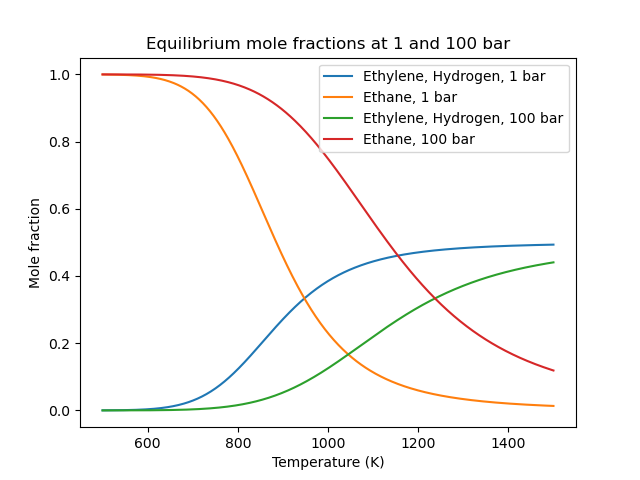 Equilibrium mole fractions at 1 and 100 bar
Ethylene, Hydrogen, 1 bar
Ethane, 1 bar
Ethylene, Hydrogen, 100 bar
Ethane, 100 bar
Mole fraction
1.0
0.8
0.6
0.4
0.2
0.0
600 800 1000 1200 1400
Temperature (K)